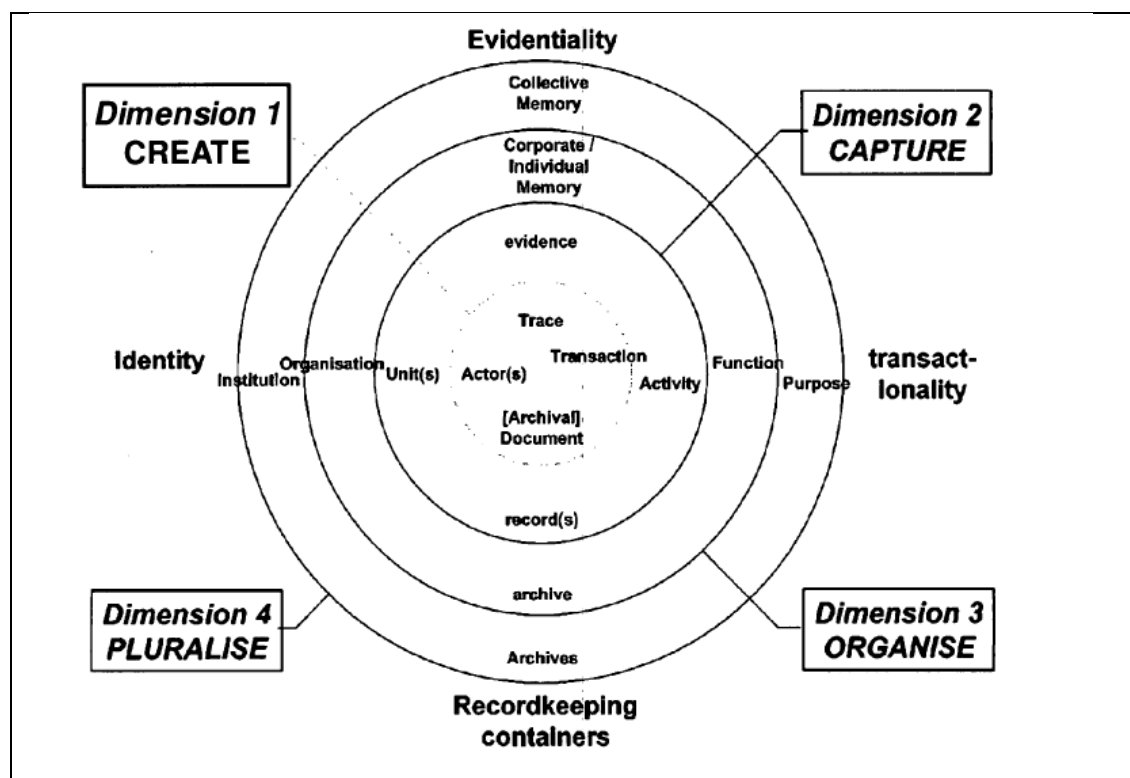 Evidentiality
Collective
Memory
Dimension 1
CREATE
Dimension 2
CAPTURE
Corporate /
Individual
Memory
evidence
Trace
Transaction
Identity
Institution
Organisation
Unit(s)
Actor(s)
Activity
Function
Purpose
transact-
ionality
[Archival]
Document
record(s)
archive
Archives
Dimension 4
PLURALISE
Dimension 3
ORGANISE
Recordkeeping
containers